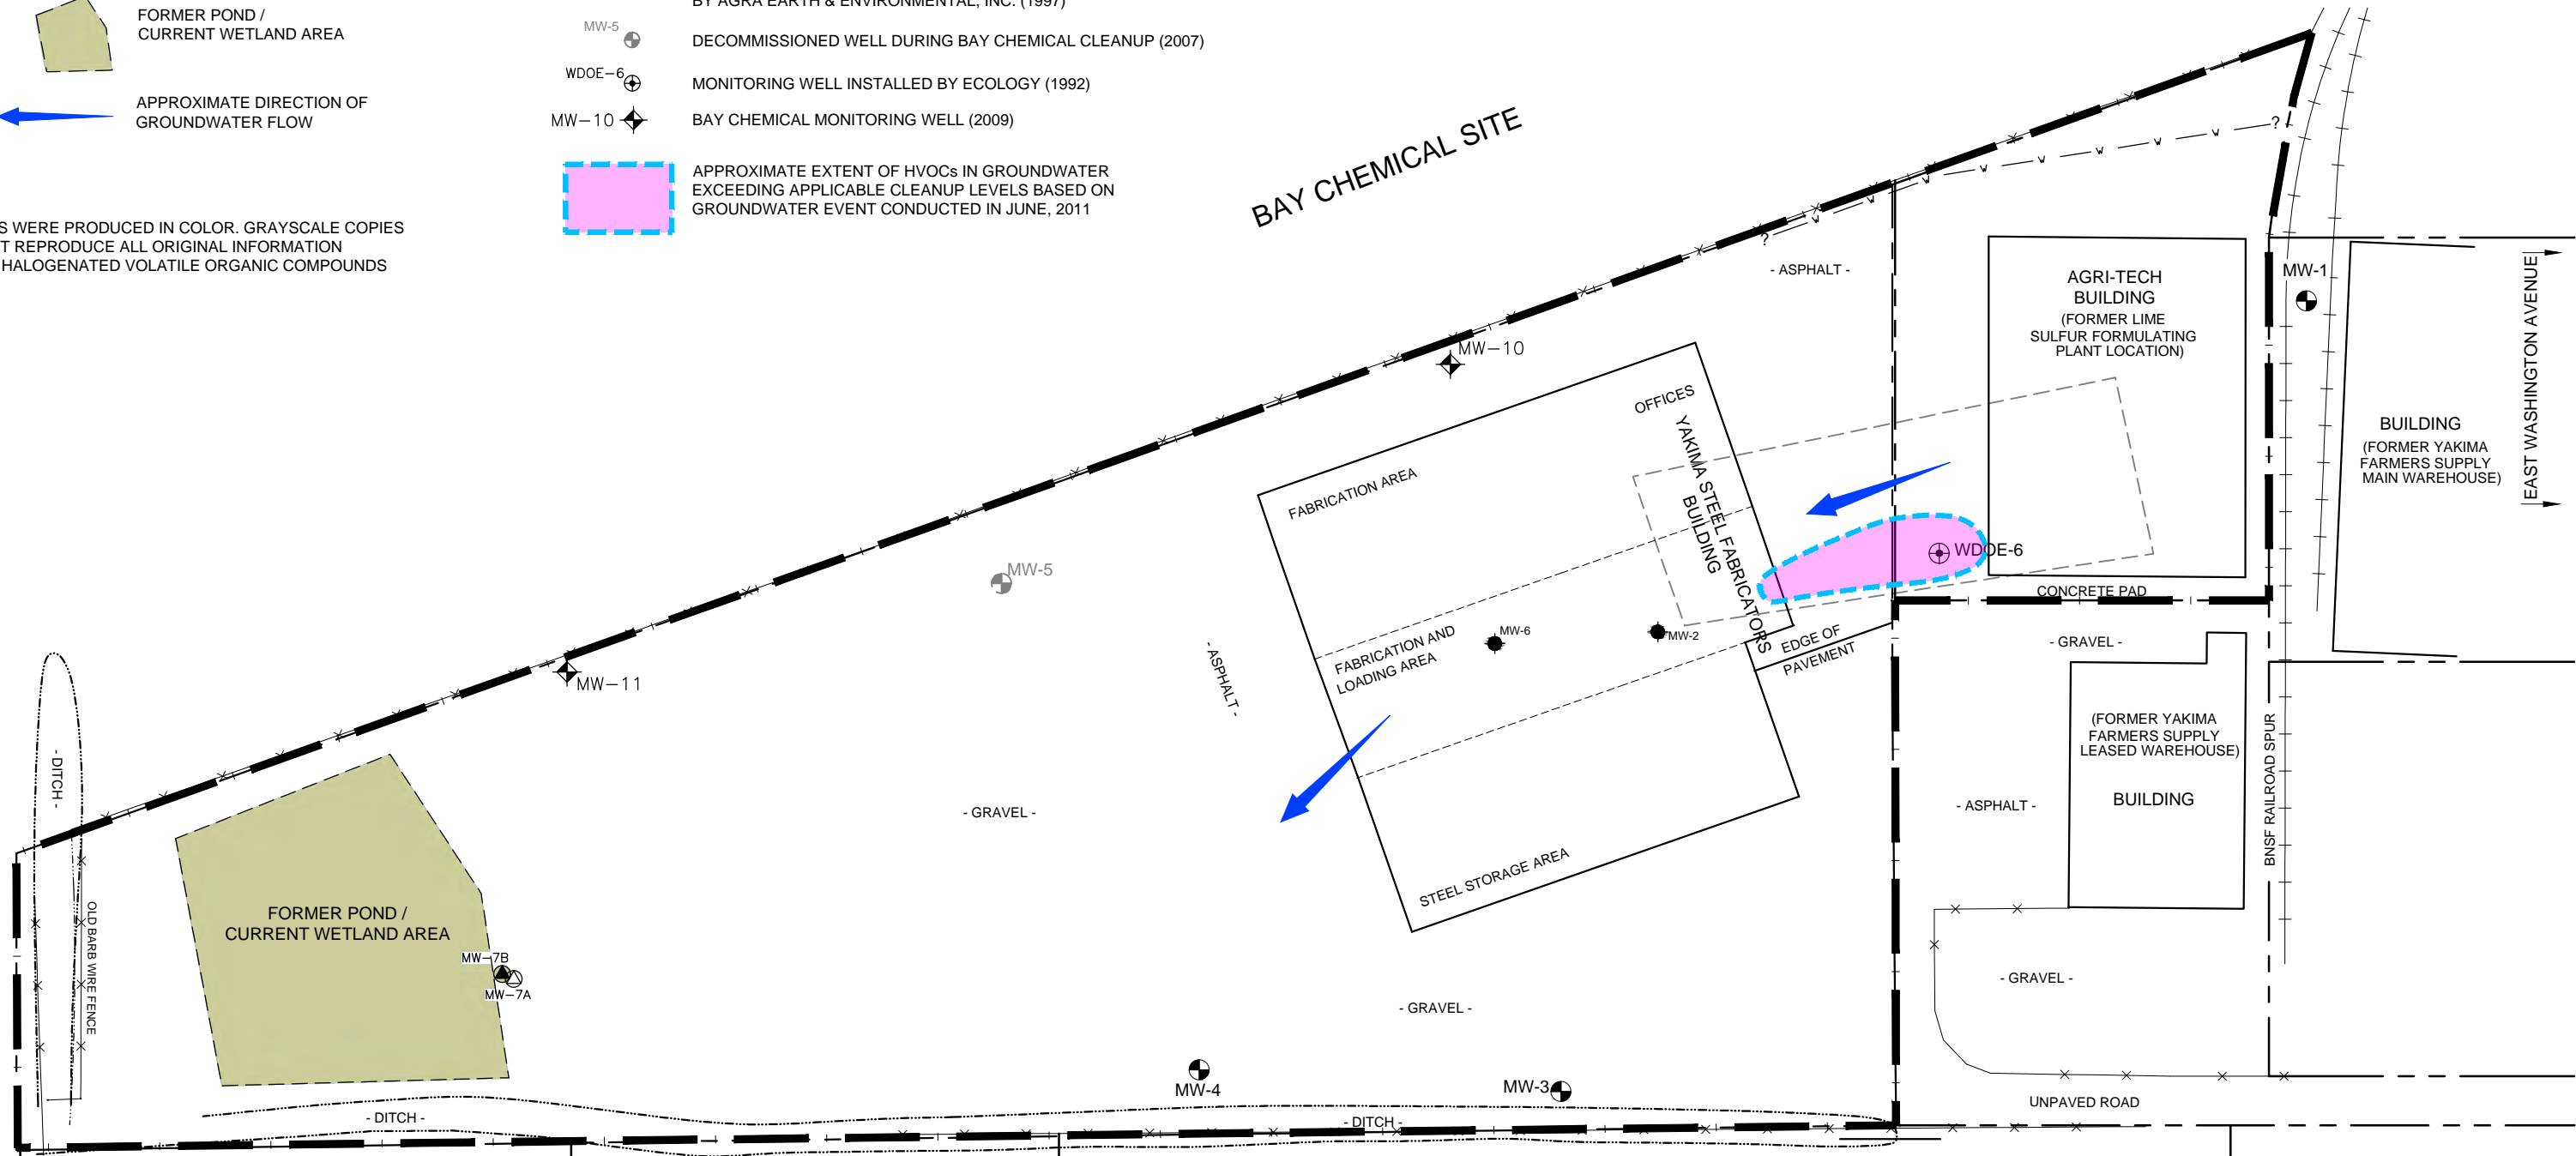 BY AGRA EARTH & ENVIRONMENTAL, INC. (1997)
FORMER POND /
CURRENT WETLAND AREA
MW-5
DECOMMISSIONED WELL DURING BAY CHEMICAL CLEANUP (2007)
WDOE-6
MONITORING WELL INSTALLED BY ECOLOGY (1992)
APPROXIMATE DIRECTION OF
GROUNDWATER FLOW
MW-10
BAY CHEMICAL MONITORING WELL (2009)
APPROXIMATE EXTENT OF HVOCs IN GROUNDWATER
EXCEEDING APPLICABLE CLEANUP LEVELS BASED ON
GROUNDWATER EVENT CONDUCTED IN JUNE, 2011
S WERE PRODUCED IN COLOR. GRAYSCALE COPIES
T REPRODUCE ALL ORIGINAL INFORMATION
HALOGENATED VOLATILE ORGANIC COMPOUNDS
BAY CHEMICAL SITE
?
?
- ASPHALT -
AGRI-TECH
BUILDING
(FORMER LIME
SULFUR FORMULATING
PLANT LOCATION)
MW-1
EAST WASHINGTON AVENUE
BUILDING
(FORMER YAKIMA
FARMERS SUPPLY
MAIN WAREHOUSE)
MW-10
OFFICES
YAKIMA STEEL FABRICATORS
BUILDING
FABRICATION AREA
WDOE-6
CONCRETE PAD
MW-5
MW-6
MW-2
FABRICATION AND
LOADING AREA
EDGE OF
PAVEMENT
- GRAVEL -
- ASPHALT -
MW-11
- DITCH -
(FORMER YAKIMA
FARMERS SUPPLY
LEASED WAREHOUSE)
BUILDING
BNSF RAILROAD SPUR
- GRAVEL -
- ASPHALT -
STEEL STORAGE AREA
FORMER POND /
CURRENT WETLAND AREA
OLD BARB WIRE FENCE
MW-7B
MW-7A
- GRAVEL -
- GRAVEL -
MW-4
MW-3
UNPAVED ROAD
- DITCH -
- DITCH -